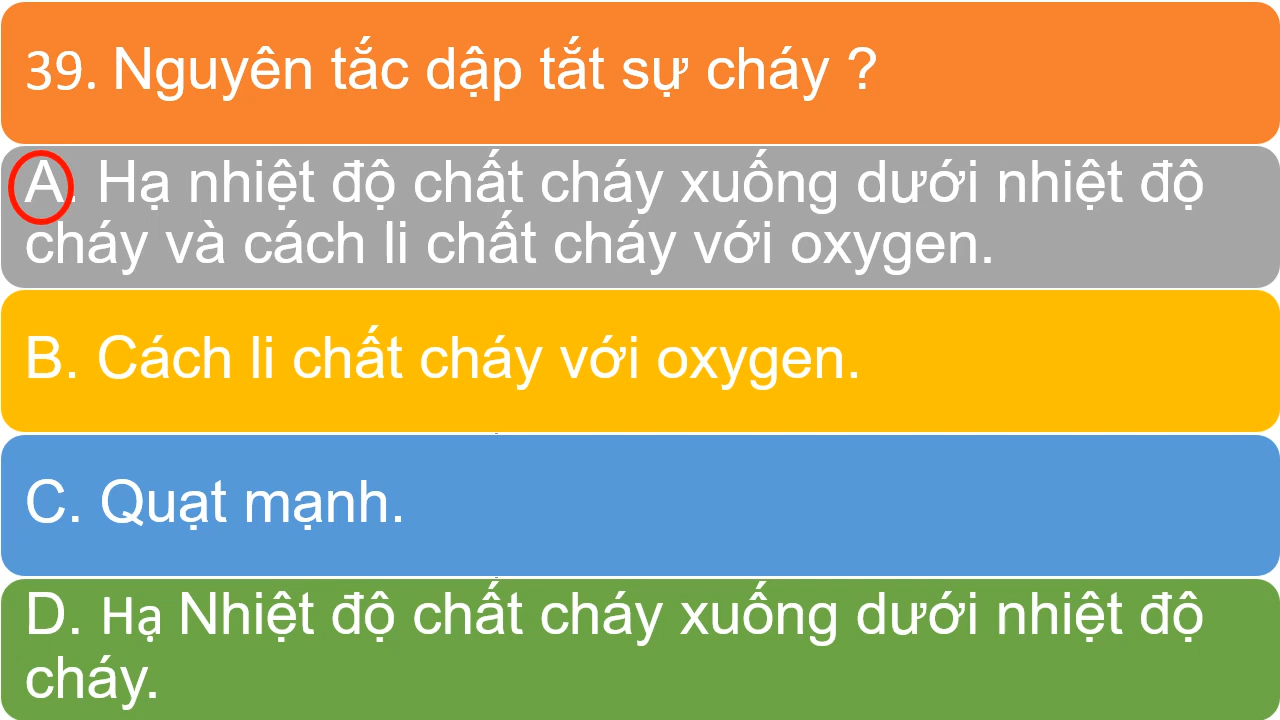 39. Nguyên tắc dập tắt sự cháy ?
A. Hạ nhiệt độ chất cháy xuống dưới nhiệt độ
cháy và cách li chất cháy với oxygen.
B. Cách li chất cháy với oxygen.
C. Quạt mạnh.
D. Hạ Nhiệt độ chất cháy xuống dưới nhiệt độ
cháy.